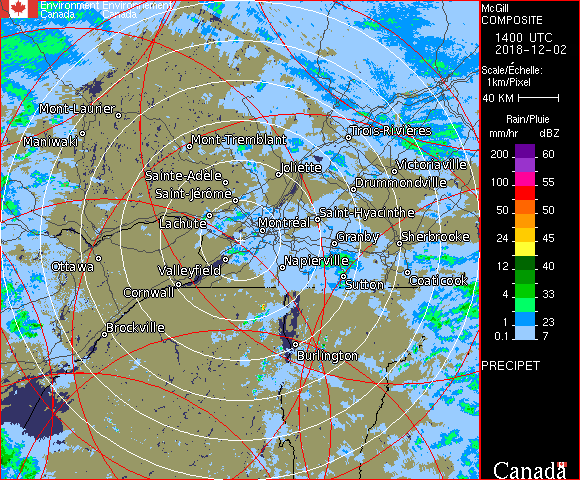 Environment Environnement
Canada Canada
McGill
COMPOSITE
1400 UTC
2018-12-02
Scale/Échelle:
1km/Pixel
40 KM
Rain/Pluie
mm/hr dBZ
200 60
100 55
50
50
24 45
12 40
4 33
1 23
0.1 7
PRECIPET
Canada
Mont-Laurier
Maniwaki
Mont-Tremblant
Trois-Rivières
Joliette
Victoriaville
Sainte-Adèle
Drummondville
Saint-Jérôme
Lachute
Montréal
Saint-Hyacinthe
Granby
Sherbrooke
Ottawa
Valleyfield
Napierville
Cornwall
Sutton
Coaticook
Brockville
Burlington